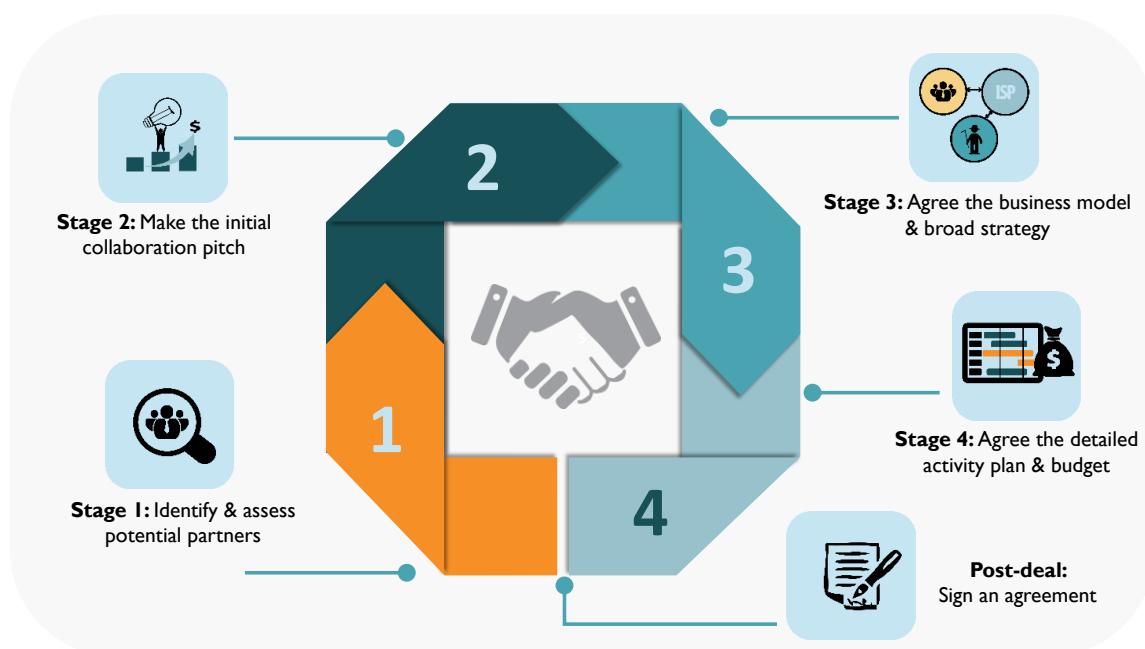 Stage 2: Make the initial
collaboration pitch
Stage 1: Identify & assess
potential partners
2
1
3
4
$
$
ISP
Stage 3: Agree the business model
& broad strategy
$
Stage 4: Agree the detailed
activity plan & budget
Post-deal:
Sign an agreement